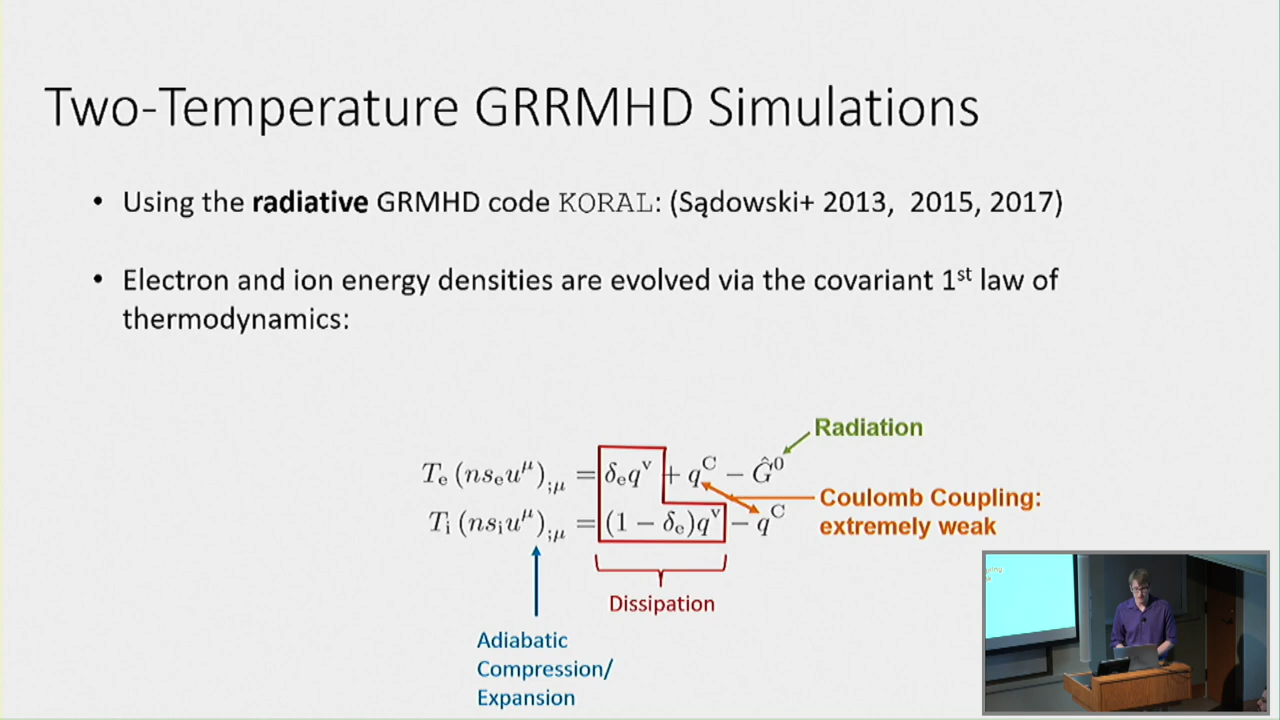 Two-Temperature GRRMHD Simulations
• Using the radiative GRMHD code KORAL: (Sądowski+ 2013, 2015, 2017)
• Electron and ion energy densities are evolved via the covariant 1st law of
thermodynamics:
Radiation
Tₑ (nsₑu^μ)_;μ = δₑq^v + q^C − Ĝ⁰
Coulomb Coupling:
extremely weak
Tᵢ (nsᵢu^μ)_;μ = (1 − δₑ)q^v − q^C
Dissipation
Adiabatic
Compression/
Expansion